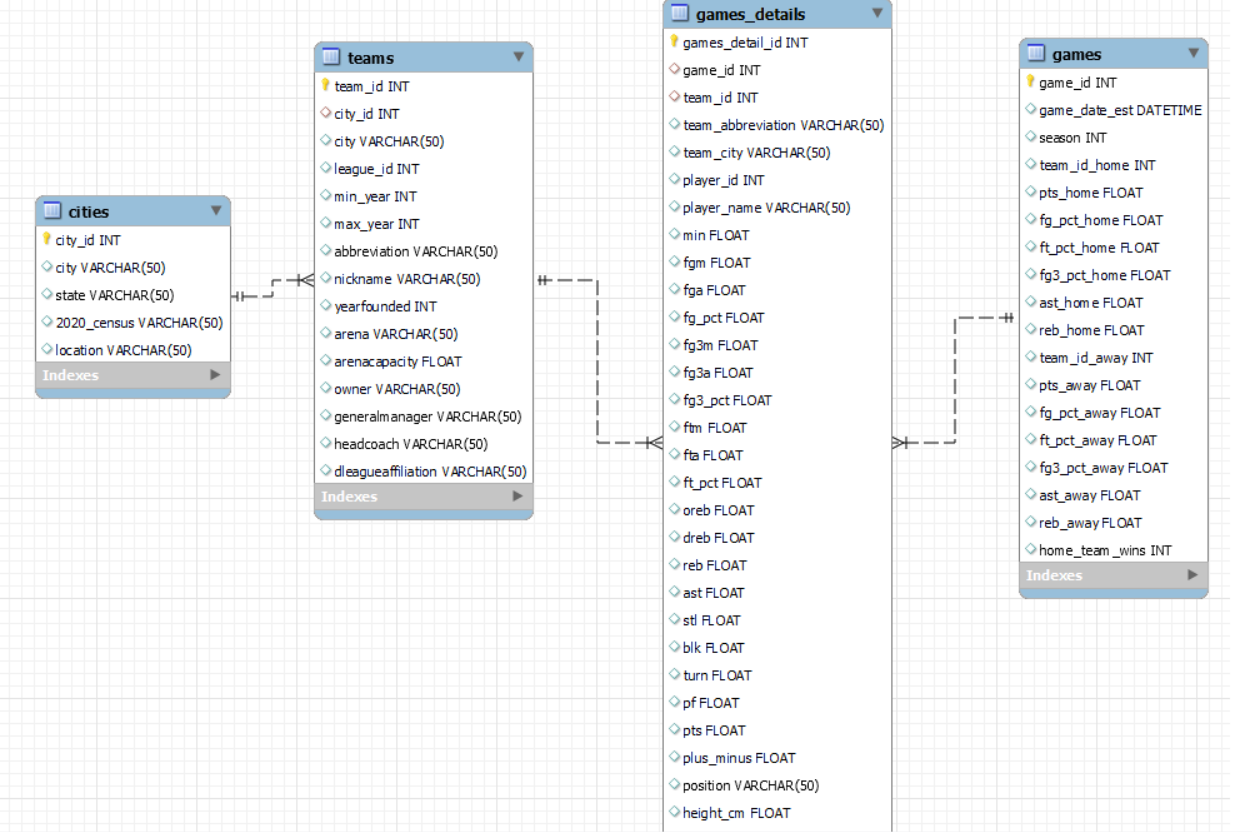 cities
city_id INT
city VARCHAR(50)
state VARCHAR(50)
2020_census VARCHAR(50)
location VARCHAR(50)
Indexes
teams
team_id INT
city_id INT
city VARCHAR(50)
league_id INT
min_year INT
max_year INT
abbreviation VARCHAR(50)
nickname VARCHAR(50)
yearfounded INT
arena VARCHAR(50)
arenacapacity FLOAT
owner VARCHAR(50)
generalmanager VARCHAR(50)
headcoach VARCHAR(50)
dleagueaffiliation VARCHAR(50)
Indexes
games_details
games_detail_id INT
game_id INT
team_id INT
team_abbreviation VARCHAR(50)
team_city VARCHAR(50)
player_id INT
player_name VARCHAR(50)
min FLOAT
fgm FLOAT
fga FLOAT
fg_pct FLOAT
fg3m FLOAT
fg3a FLOAT
fg3_pct FLOAT
ftm FLOAT
fta FLOAT
ft_pct FLOAT
oreb FLOAT
dreb FLOAT
reb FLOAT
ast FLOAT
stl FLOAT
blk FLOAT
turn FLOAT
pf FLOAT
pts FLOAT
plus_minus FLOAT
position VARCHAR(50)
height_cm FLOAT
games
game_id INT
game_date_est DATETIME
season INT
team_id_home INT
pts_home FLOAT
fg_pct_home FLOAT
ft_pct_home FLOAT
fg3_pct_home FLOAT
ast_home FLOAT
reb_home FLOAT
team_id_away INT
pts_away FLOAT
fg_pct_away FLOAT
ft_pct_away FLOAT
fg3_pct_away FLOAT
ast_away FLOAT
reb_away FLOAT
home_team_wins INT
Indexes